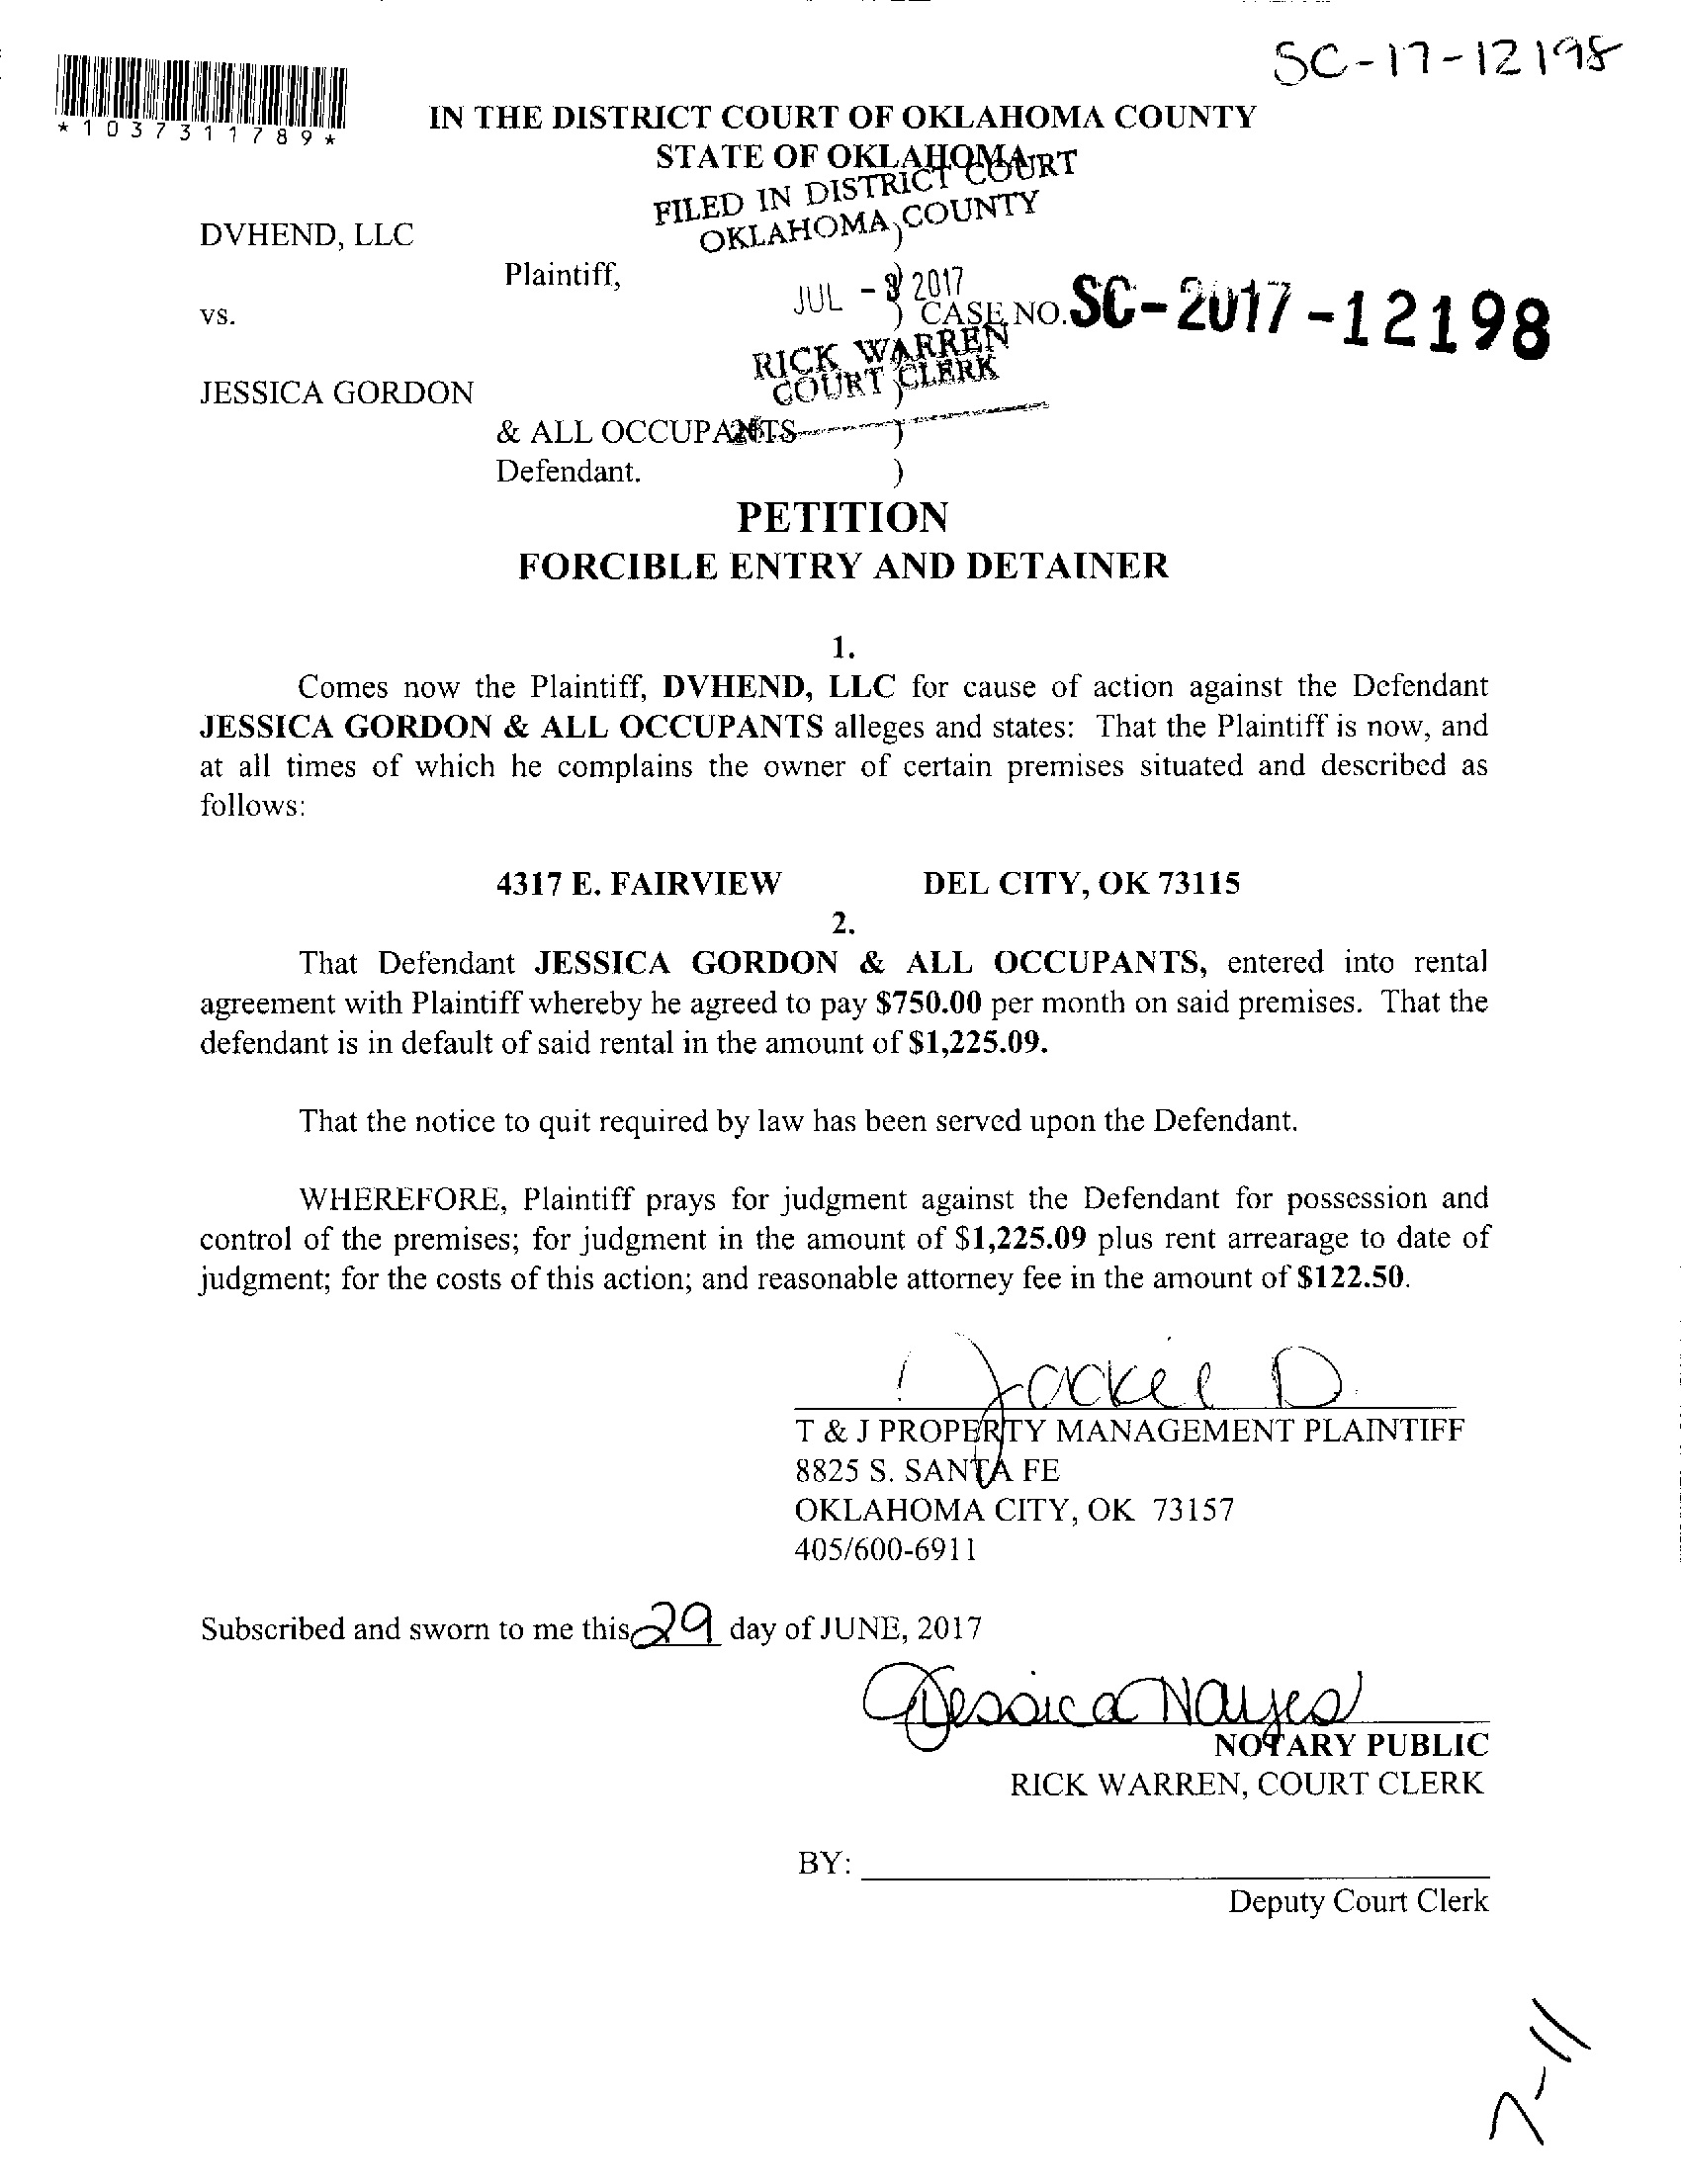 SC-17-12198
*1037311789*
IN THE DISTRICT COURT OF OKLAHOMA COUNTY
STATE OF OKLAHOMA
FILED IN DISTRICT COURT
OKLAHOMA COUNTY
DVHEND, LLC )
Plaintiff, )
JUL - 2017
vs. ) CASE NO. SC-2017-12198
RICK WARREN
COURT CLERK
JESSICA GORDON )
& ALL OCCUPANTS )
Defendant. )
PETITION
FORCIBLE ENTRY AND DETAINER
1.
Comes now the Plaintiff, DVHEND, LLC for cause of action against the Defendant
JESSICA GORDON & ALL OCCUPANTS alleges and states: That the Plaintiff is now, and
at all times of which he complains the owner of certain premises situated and described as
follows:
4317 E. FAIRVIEW DEL CITY, OK 73115
2.
That Defendant JESSICA GORDON & ALL OCCUPANTS, entered into rental
agreement with Plaintiff whereby he agreed to pay $750.00 per month on said premises. That the
defendant is in default of said rental in the amount of $1,225.09.
That the notice to quit required by law has been served upon the Defendant.
WHEREFORE, Plaintiff prays for judgment against the Defendant for possession and
control of the premises; for judgment in the amount of $1,225.09 plus rent arrearage to date of
judgment; for the costs of this action; and reasonable attorney fee in the amount of $122.50.
Jackie D
T & J PROPERTY MANAGEMENT PLAINTIFF
8825 S. SANTA FE
OKLAHOMA CITY, OK 73157
405/600-6911
Subscribed and sworn to me this 29 day of JUNE, 2017
Jessica Nayes
NOTARY PUBLIC
RICK WARREN, COURT CLERK
BY:
Deputy Court Clerk
7-11